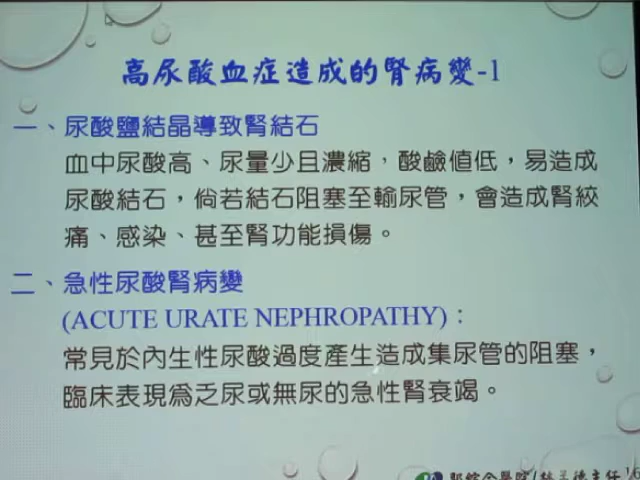 高尿酸血症造成的腎病變-1
一、尿酸鹽結晶導致腎結石
血中尿酸高、尿量少且濃縮，酸鹼值低，易造成
尿酸結石，倘若結石阻塞至輸尿管，會造成腎絞
痛、感染、甚至腎功能損傷。
二、急性尿酸腎病變
(ACUTE URATE NEPHROPATHY)：
常見於內生性尿酸過度產生造成集尿管的阻塞，
臨床表現為乏尿或無尿的急性腎衰竭。